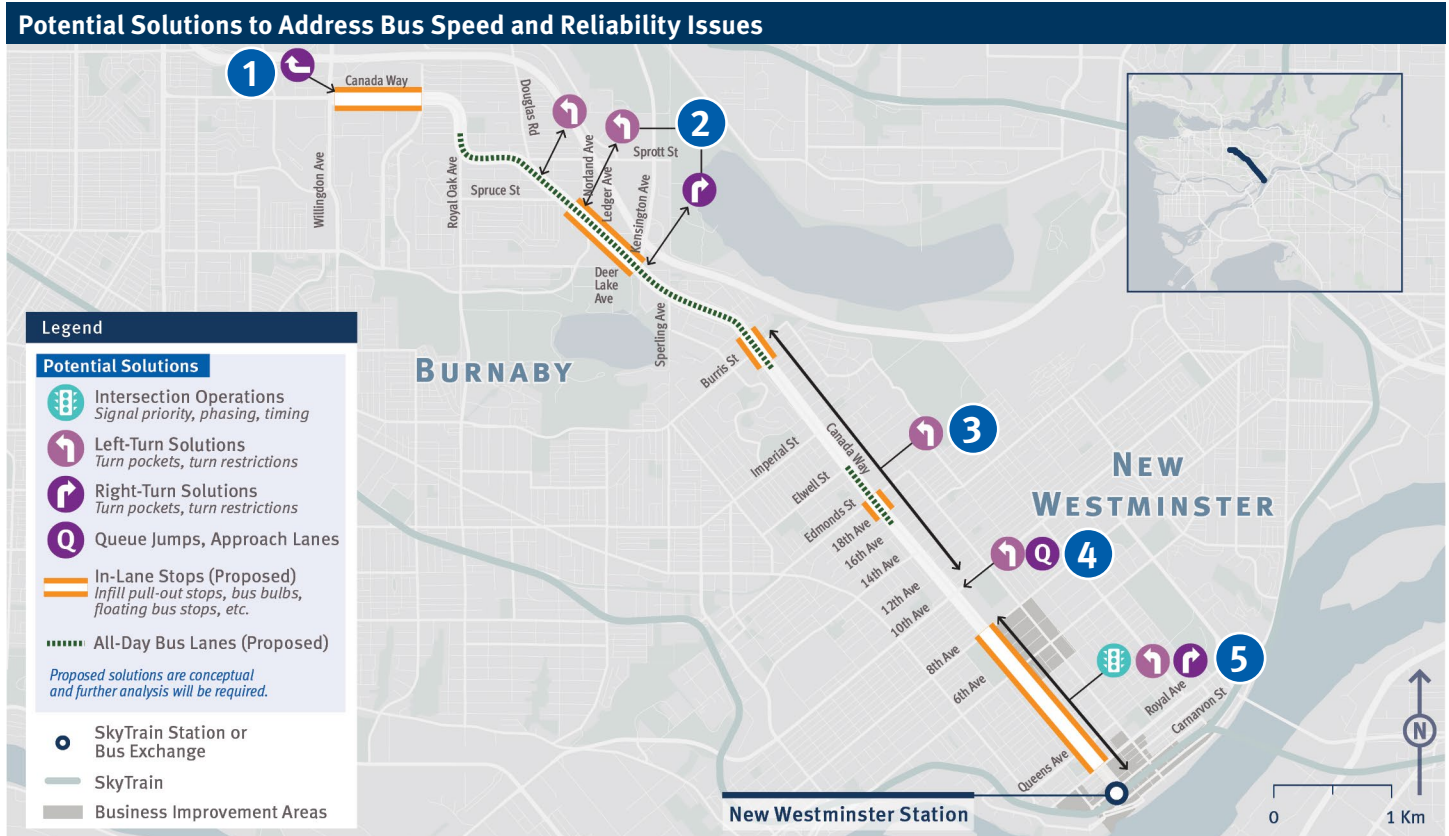 Potential Solutions to Address Bus Speed and Reliability Issues
1
Canada Way
Willingdon Ave
Royal Oak Ave
Spruce St
Douglas Rd
Norland Ave
Ledger Ave
Sprott St
Kensington Ave
2
Deer
Lake
Ave
Sperling Ave
Burris St
BURNABY
Imperial St
Canada Way
3
Elwell St
Edmonds St
18th Ave
16th Ave
14th Ave
12th Ave
10th Ave
8th Ave
6th Ave
NEW
WESTMINSTER
Q
4
5
Royal Ave
Carnarvon St
Queens Ave
New Westminster Station
N
0
1 Km
Legend
Potential Solutions
Intersection Operations
Signal priority, phasing, timing
Left-Turn Solutions
Turn pockets, turn restrictions
Right-Turn Solutions
Turn pockets, turn restrictions
Q
Queue Jumps, Approach Lanes
In-Lane Stops (Proposed)
Infill pull-out stops, bus bulbs,
floating bus stops, etc.
All-Day Bus Lanes (Proposed)
Proposed solutions are conceptual
and further analysis will be required.
SkyTrain Station or
Bus Exchange
SkyTrain
Business Improvement Areas